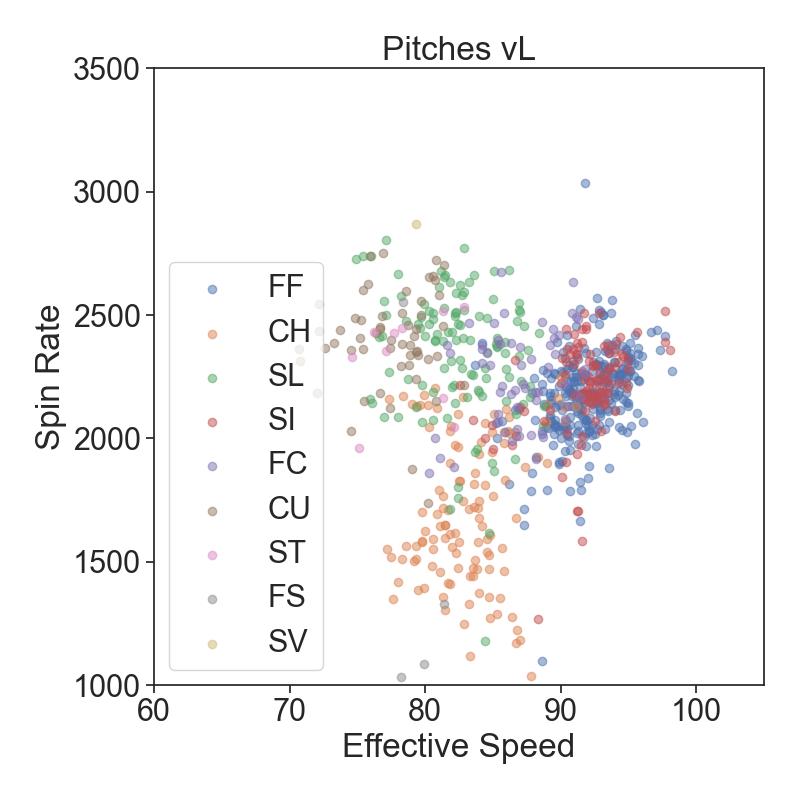 Pitches vL
3500
3000
2500
2000
1500
1000
Spin Rate
FF
CH
SL
SI
FC
CU
ST
FS
SV
60
70
80
90
100
Effective Speed